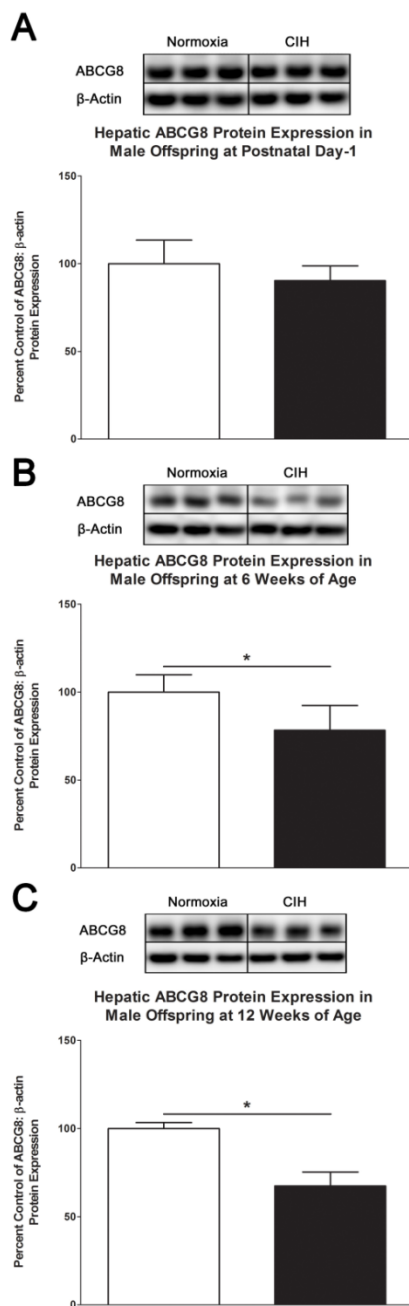 A
Normoxia CIH
ABCG8
β-Actin
Hepatic ABCG8 Protein Expression in
Male Offspring at Postnatal Day-1
150
100
50
0
Percent Control of ABCG8: β-actin
Protein Expression
B
Normoxia CIH
ABCG8
β-Actin
Hepatic ABCG8 Protein Expression in
Male Offspring at 6 Weeks of Age
150
100
50
0
Percent Control of ABCG8: β-actin
Protein Expression
*
C
Normoxia CIH
ABCG8
β-Actin
Hepatic ABCG8 Protein Expression in
Male Offspring at 12 Weeks of Age
150
100
50
0
Percent Control of ABCG8: β-actin
Protein Expression
*